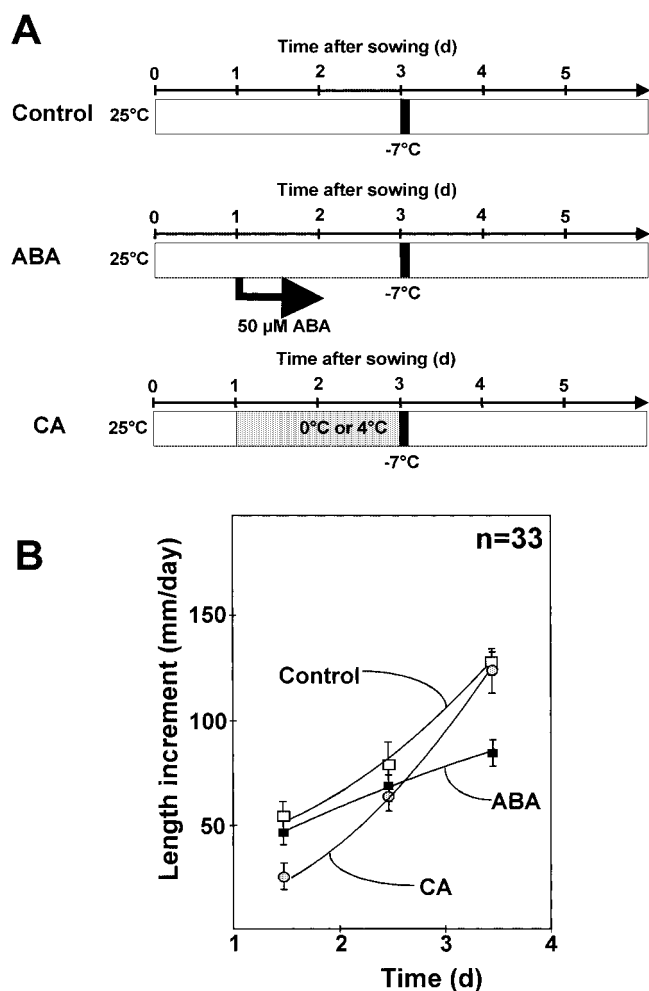 A
Time after sowing (d)
0 1 2 3 4 5
Control 25°C
-7°C
Time after sowing (d)
0 1 2 3 4 5
ABA 25°C
-7°C
50 µM ABA
Time after sowing (d)
0 1 2 3 4 5
CA 25°C 0°C or 4°C
-7°C
B
n=33
Length increment (mm/day)
150
100
50
Control
ABA
CA
1 2 3 4
Time (d)